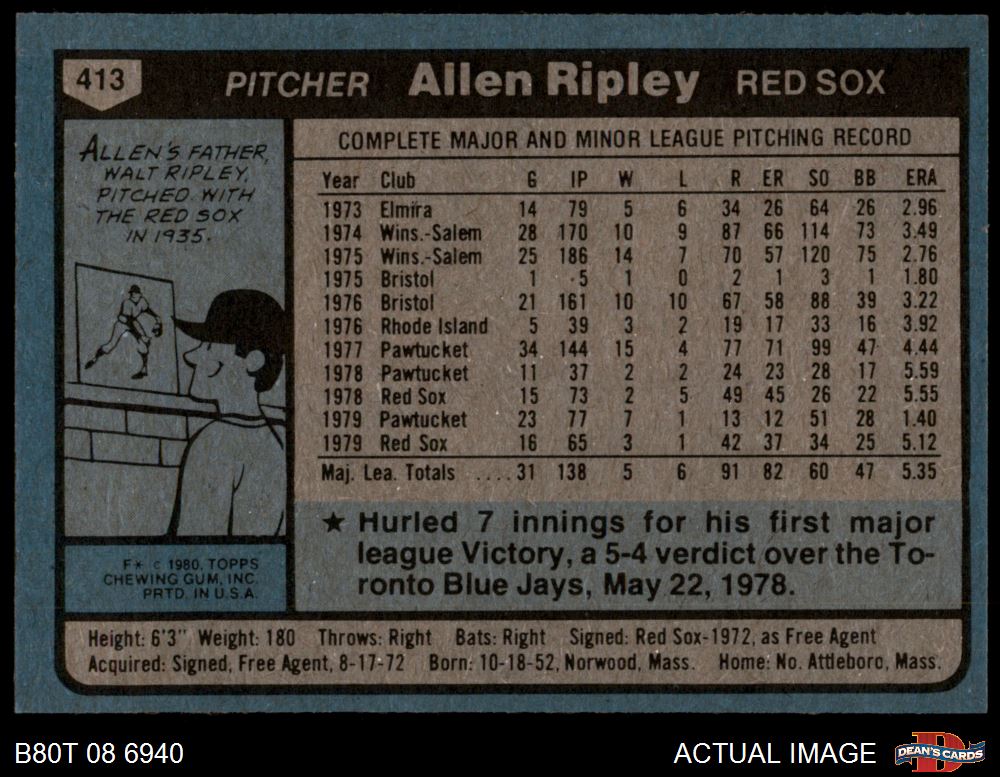 413 PITCHER Allen Ripley RED SOX
ALLEN'S FATHER,
WALT RIPLEY,
PITCHED WITH
THE RED SOX
IN 1935.
F* © 1980, TOPPS
CHEWING GUM, INC.
PRTD. IN U.S.A.
COMPLETE MAJOR AND MINOR LEAGUE PITCHING RECORD
Year Club G IP W L R ER SO BB ERA
1973 Elmira 14 79 5 6 34 26 64 26 2.96
1974 Wins.-Salem 28 170 10 9 87 66 114 73 3.49
1975 Wins.-Salem 25 186 14 7 70 57 120 75 2.76
1975 Bristol 1 5 1 0 2 1 3 1 1.80
1976 Bristol 21 161 10 10 67 58 88 39 3.22
1976 Rhode Island 5 39 3 2 19 17 33 16 3.92
1977 Pawtucket 34 144 15 4 77 71 99 47 4.44
1978 Pawtucket 11 37 2 2 24 23 28 17 5.59
1978 Red Sox 15 73 2 5 49 45 26 22 5.55
1979 Pawtucket 23 77 7 1 13 12 51 28 1.40
1979 Red Sox 16 65 3 1 42 37 34 25 5.12
Maj. Lea. Totals ....31 138 5 6 91 82 60 47 5.35
★ Hurled 7 innings for his first major
league Victory, a 5-4 verdict over the To-
ronto Blue Jays, May 22, 1978.
Height: 6'3" Weight: 180 Throws: Right Bats: Right Signed: Red Sox-1972, as Free Agent
Acquired: Signed, Free Agent, 8-17-72 Born: 10-18-52, Norwood, Mass. Home: No. Attleboro, Mass.
B80T 08 6940 ACTUAL IMAGE D DEAN'S CARDS